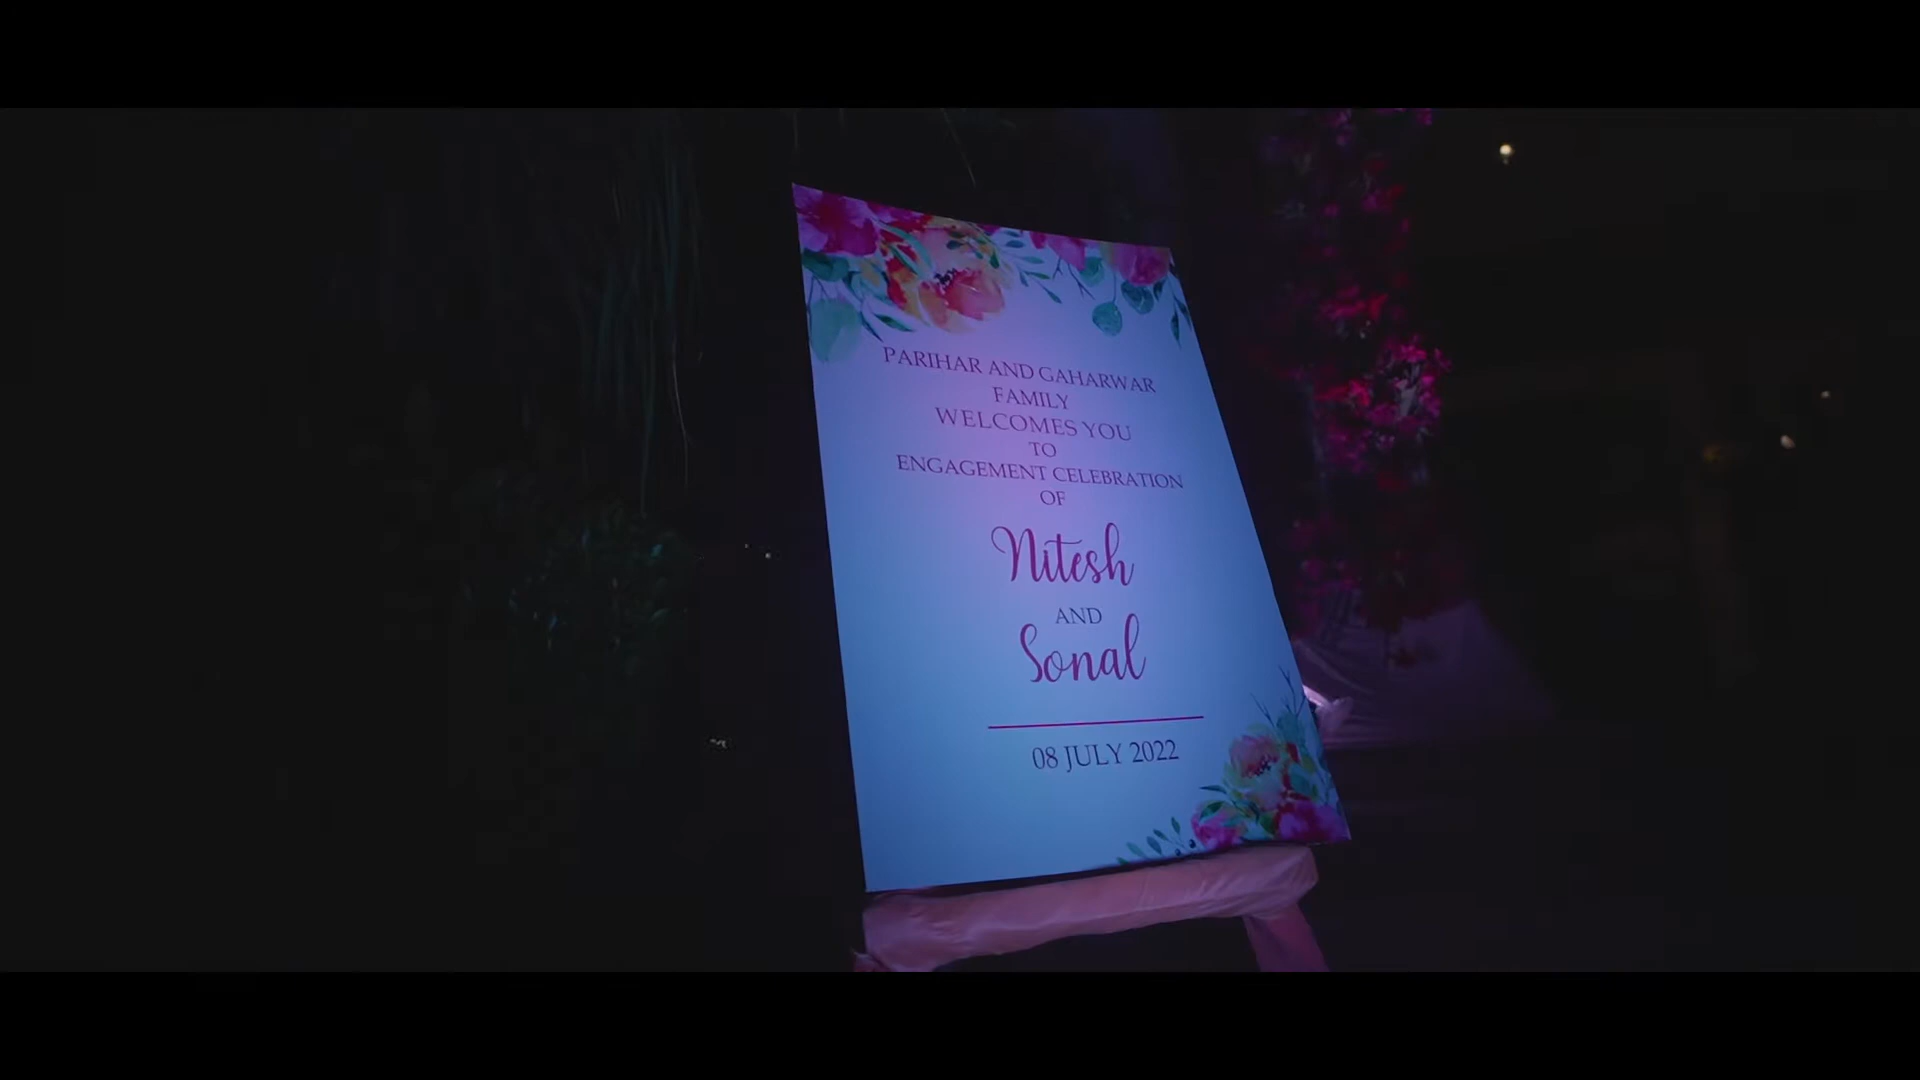 PARIHAR AND GAHARWAR
FAMILY
WELCOMES YOU
TO
ENGAGEMENT CELEBRATION
OF
Nitesh
AND
Sonal
08 JULY 2022